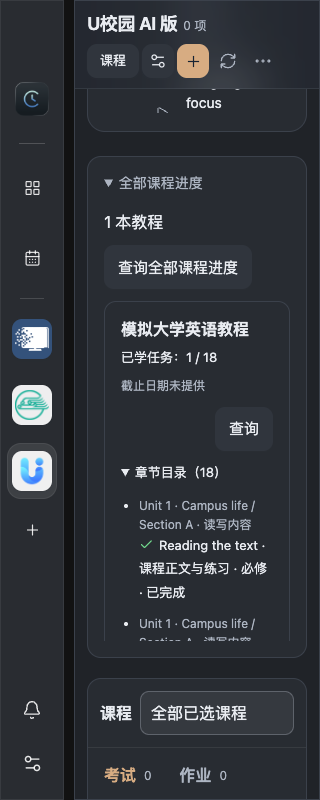 U校园 AI 版 0 项
课程
focus
▼ 全部课程进度
1 本教程
查询全部课程进度
模拟大学英语教程
已学任务：1 / 18
截止日期未提供
查询
▼ 章节目录（18）
• Unit 1 · Campus life /
Section A · 读写内容
✓ Reading the text ·
课程正文与练习 · 必修
· 已完成
• Unit 1 · Campus life /
Section A · 读写内容
课程 全部已选课程
考试 0 作业 0